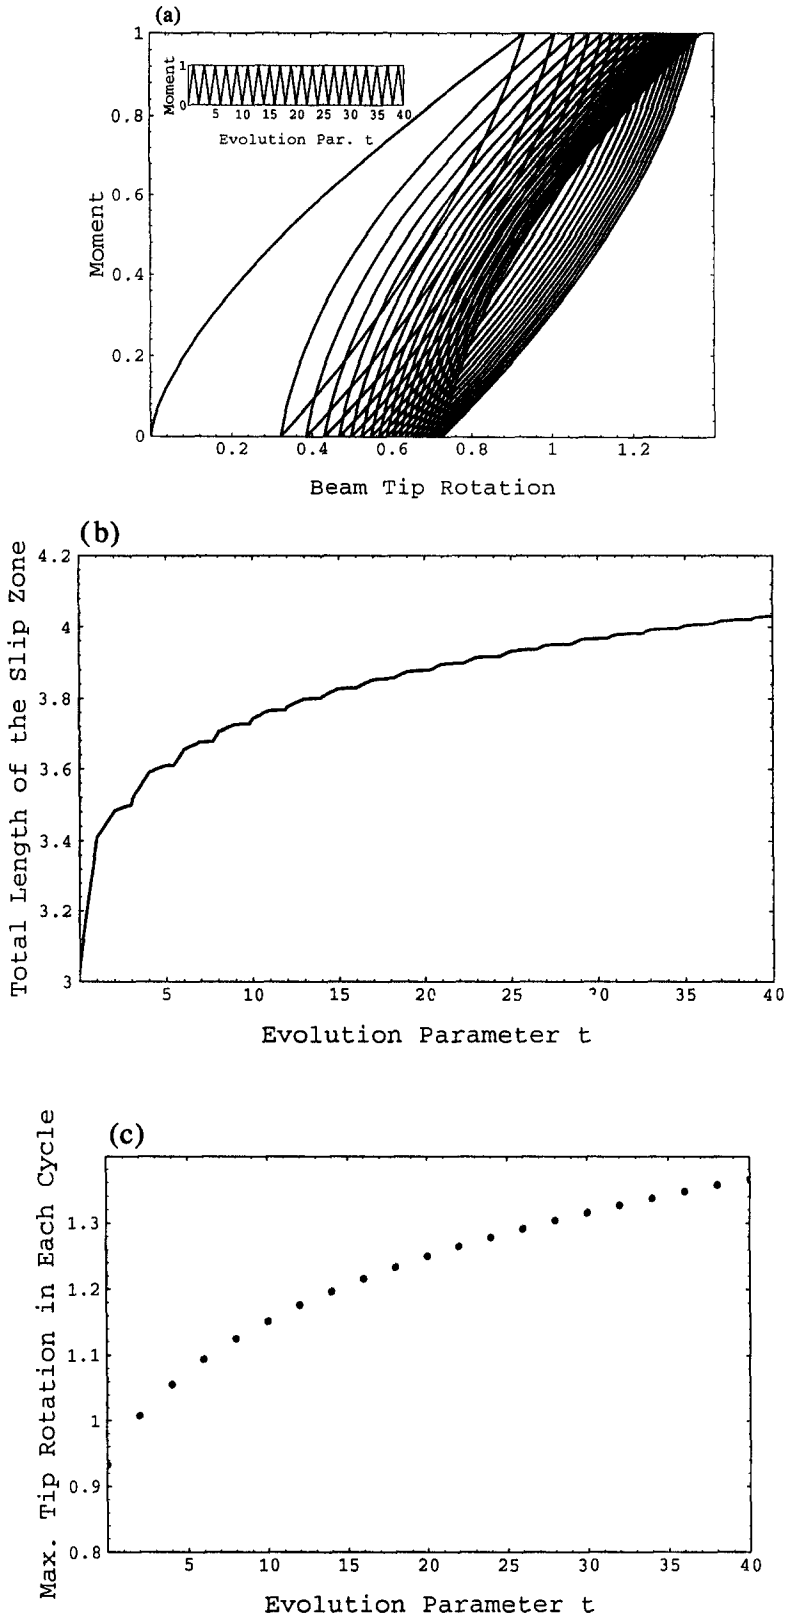 (a)
1
0.8
0.6
0.4
0.2
0
Moment
0.2 0.4 0.6 0.8 1 1.2
Beam Tip Rotation
1
0
Moment
5 10 15 20 25 30 35 40
Evolution Par. t
(b)
4.2
4
3.8
3.6
3.4
3.2
3
Total Length of the Slip Zone
5 10 15 20 25 30 35 40
Evolution Parameter t
(c)
1.3
1.2
1.1
1
0.9
0.8
Max. Tip Rotation in Each Cycle
5 10 15 20 25 30 35 40
Evolution Parameter t